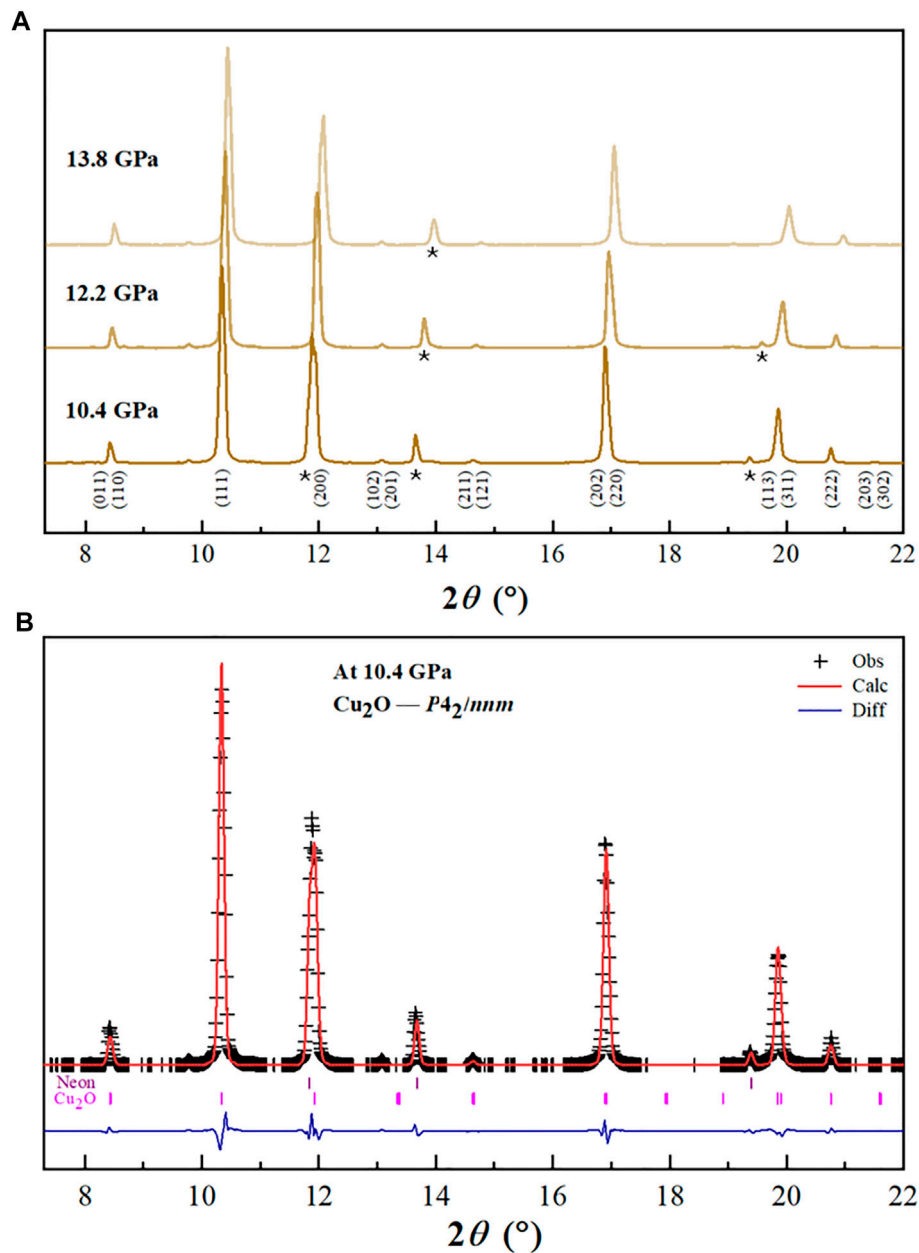 A
13.8 GPa
*
12.2 GPa
* *
10.4 GPa
* * *
(011) (110) (111) (200) (102) (201) (211) (121) (202) (220) (113) (311) (222) (203) (302)
8 10 12 14 16 18 20 22
2θ (°)
B
At 10.4 GPa
Cu₂O — P4₂/nnm
Obs
Calc
Diff
Neon
Cu₂O
8 10 12 14 16 18 20 22
2θ (°)